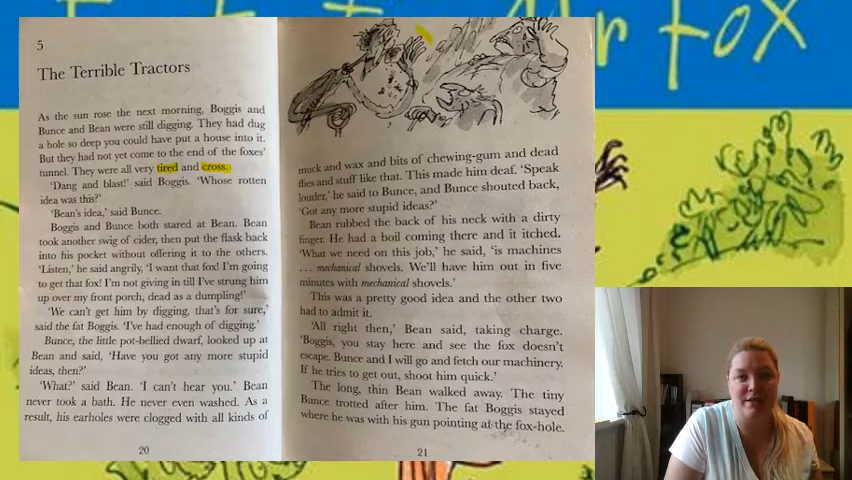 Mr Fox
5
The Terrible Tractors
As the sun rose the next morning, Boggis and
Bunce and Bean were still digging. They had dug
a hole so deep you could have put a house into it.
But they had not yet come to the end of the foxes'
tunnel. They were all very tired and cross.
'Dang and blast!' said Boggis. 'Whose rotten
idea was this?'
'Bean's idea,' said Bunce.
Boggis and Bunce both stared at Bean. Bean
took another swig of cider, then put the flask back
into his pocket without offering it to the others.
'Listen,' he said angrily, 'I want that fox! I'm going
to get that fox! I'm not giving in till I've strung him
up over my front porch, dead as a dumpling!'
'We can't get him by digging, that's for sure,'
said the fat Boggis. 'I've had enough of digging.'
Bunce, the little pot-bellied dwarf, looked up at
Bean and said, 'Have you got any more stupid
ideas, then?'
'What?' said Bean. 'I can't hear you.' Bean
never took a bath. He never even washed. As a
result, his earholes were clogged with all kinds of
20
muck and wax and bits of chewing-gum and dead
flies and stuff like that. This made him deaf. 'Speak
louder,' he said to Bunce, and Bunce shouted back,
'Got any more stupid ideas?'
Bean rubbed the back of his neck with a dirty
finger. He had a boil coming there and it itched.
'What we need on this job,' he said, 'is machines
... mechanical shovels. We'll have him out in five
minutes with mechanical shovels.'
This was a pretty good idea and the other two
had to admit it.
'All right then,' Bean said, taking charge.
'Boggis, you stay here and see the fox doesn't
escape. Bunce and I will go and fetch our machinery.
If he tries to get out, shoot him quick.'
The long, thin Bean walked away. The tiny
Bunce trotted after him. The fat Boggis stayed
where he was with his gun pointing at the fox-hole.
21